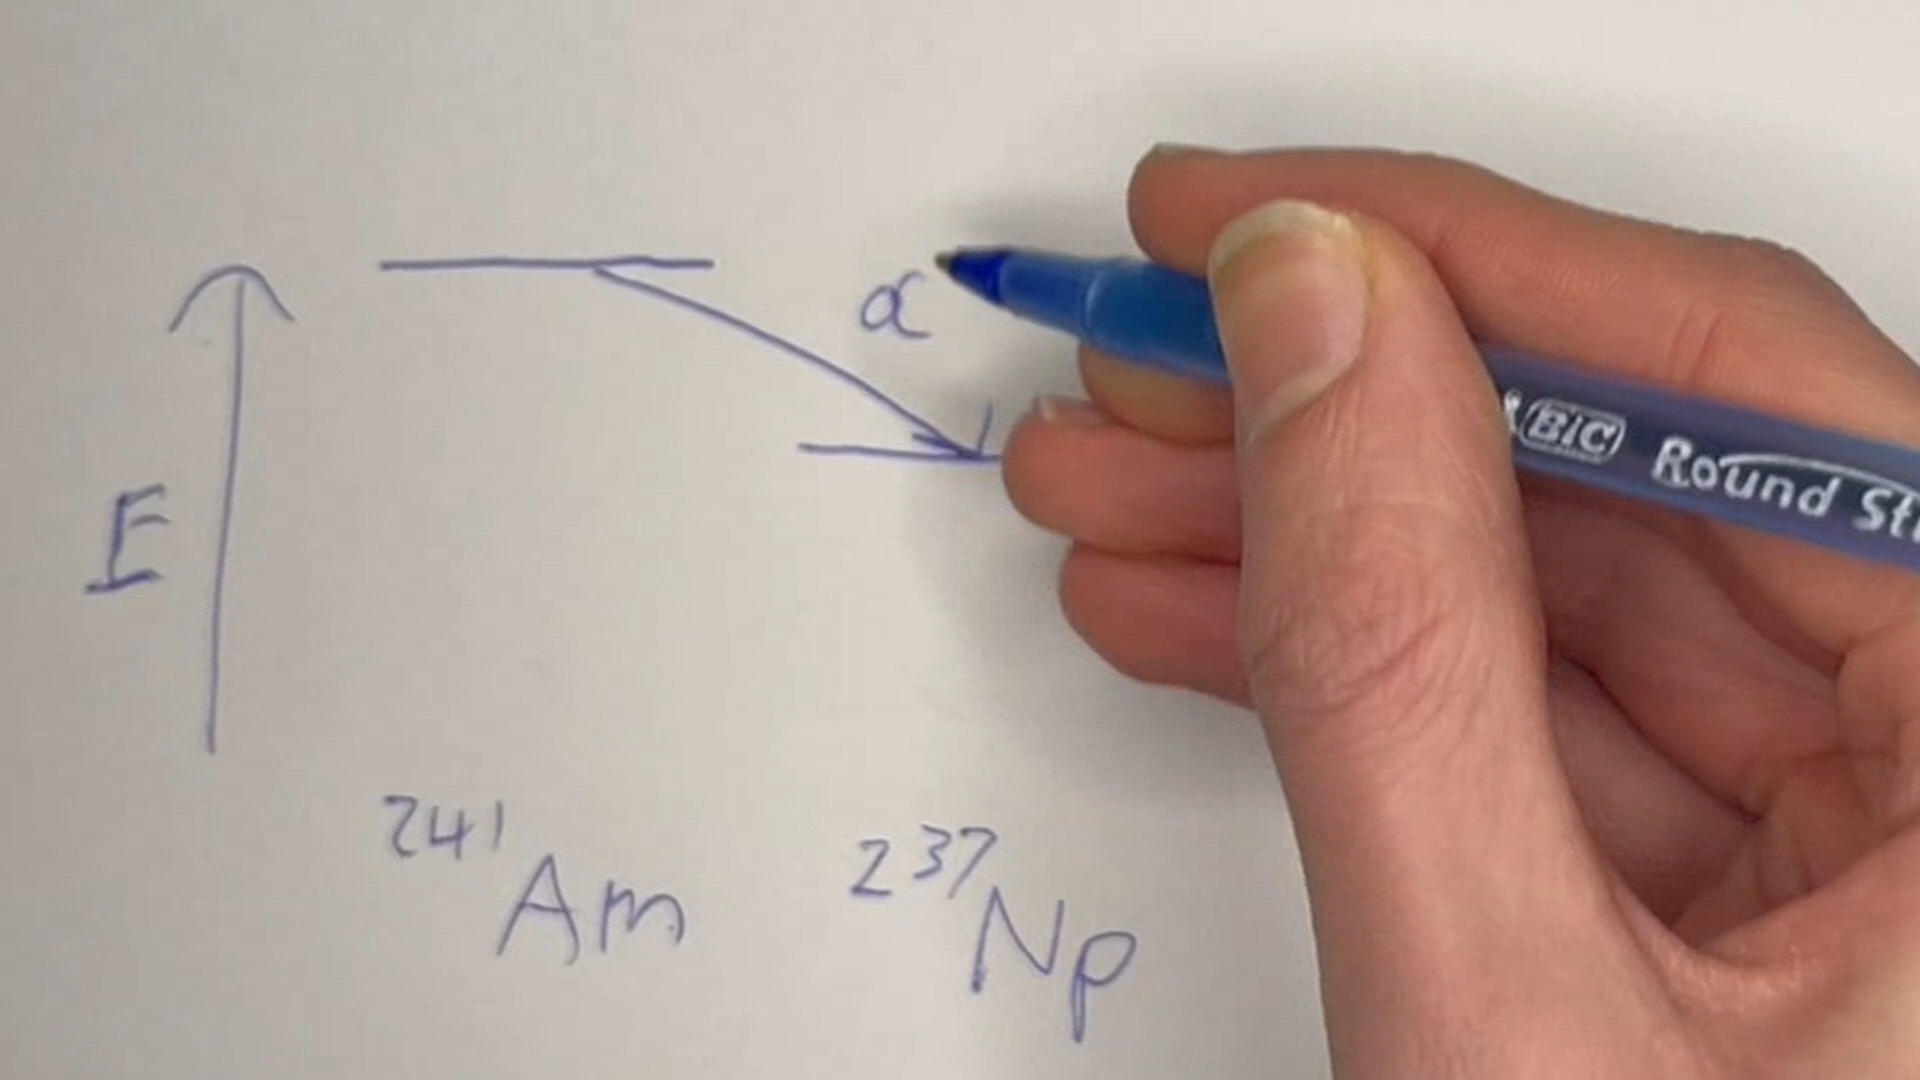 α
BIC Round St
E
241Am
237Np